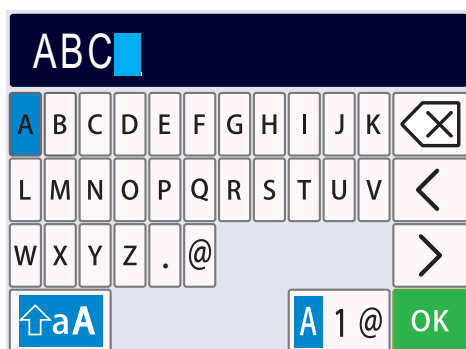 ABC
A B C D E F G H I J K
L M N O P Q R S T U V
W X Y Z . @
aA A 1 @ OK